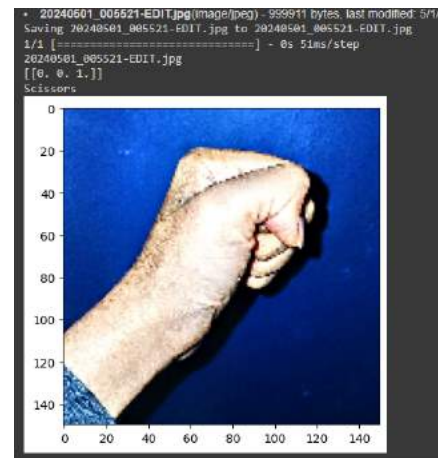 • 20240501_005521-EDIT.jpg(image/jpeg) - 999911 bytes, last modified: 5/1/
Saving 20240501_005521-EDIT.jpg to 20240501_005521-EDIT.jpg
1/1 [==============================] - 0s 51ms/step
20240501_005521-EDIT.jpg
[[0. 0. 1.]]
Scissors
0
20
40
60
80
100
120
140
0 20 40 60 80 100 120 140